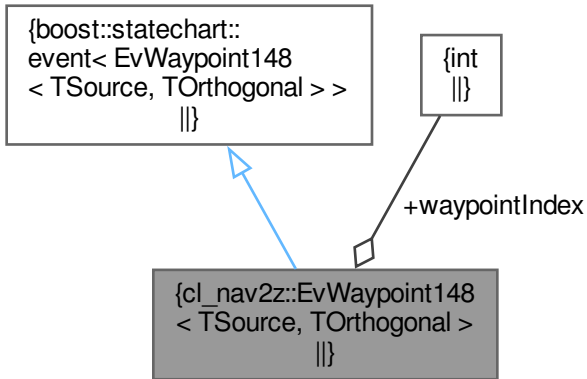 {boost::statechart::
event< EvWaypoint148
< TSource, TOrthogonal > >
||}
{int
||}
+waypointIndex
{cl_nav2z::EvWaypoint148
< TSource, TOrthogonal >
||}